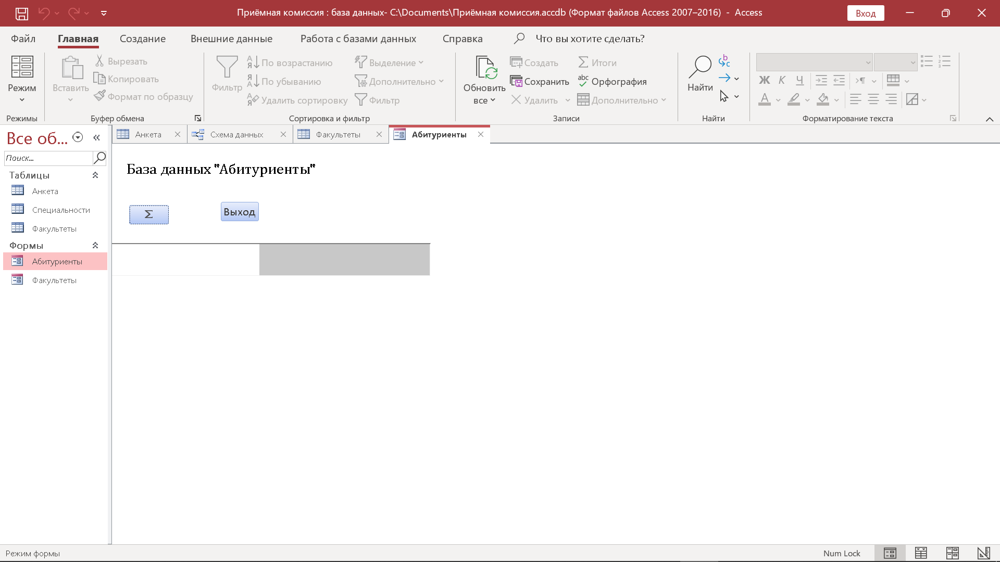 Приёмная комиссия : база данных- C:\Documents\Приёмная комиссия.accdb (Формат файлов Access 2007–2016) - Access
Вход
Файл Главная Создание Внешние данные Работа с базами данных Справка Что вы хотите сделать?
Режим
Режимы
Вставить
Вырезать
Копировать
Формат по образцу
Буфер обмена
Фильтр
По возрастанию
По убыванию
Удалить сортировку
Выделение
Дополнительно
Фильтр
Сортировка и фильтр
Обновить
все
Создать
Сохранить
Удалить
Итоги
Орфография
Дополнительно
Записи
Найти
Найти
Ж К Ч
А
Форматирование текста
Все об...
Поиск...
Таблицы
Анкета
Специальности
Факультеты
Формы
Абитуриенты
Факультеты
Анкета Схема данных Факультеты Абитуриенты
База данных "Абитуриенты"
Σ Выход
Режим формы
Num Lock